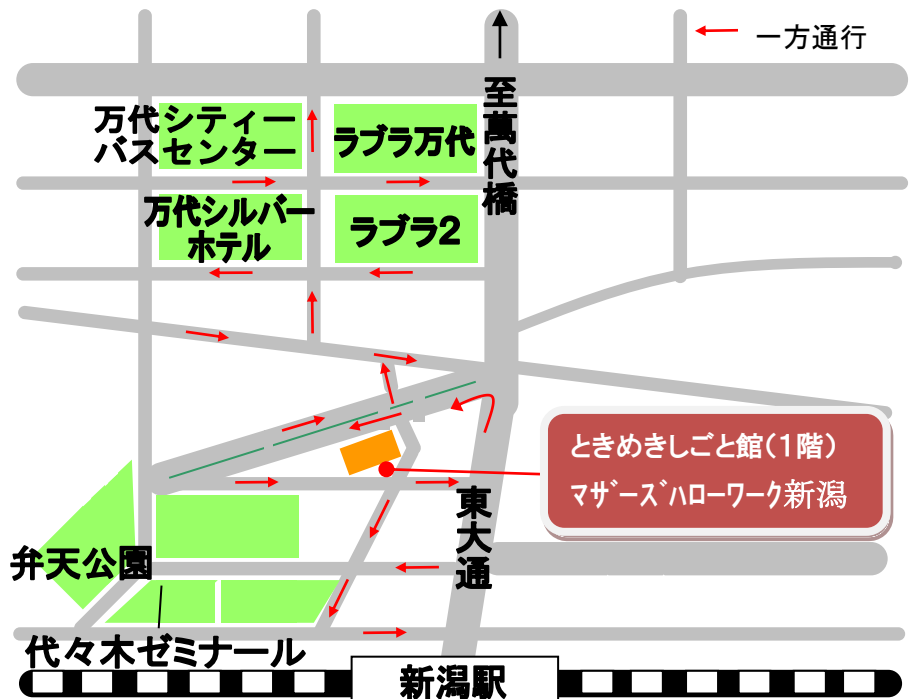 一方通行
至萬代橋
万代シティー
バスセンター
ラブラ万代
万代シルバー
ホテル
ラブラ2
ときめきしごと館(1階)
マザーズハローワーク新潟
東大通
弁天公園
代々木ゼミナール
新潟駅